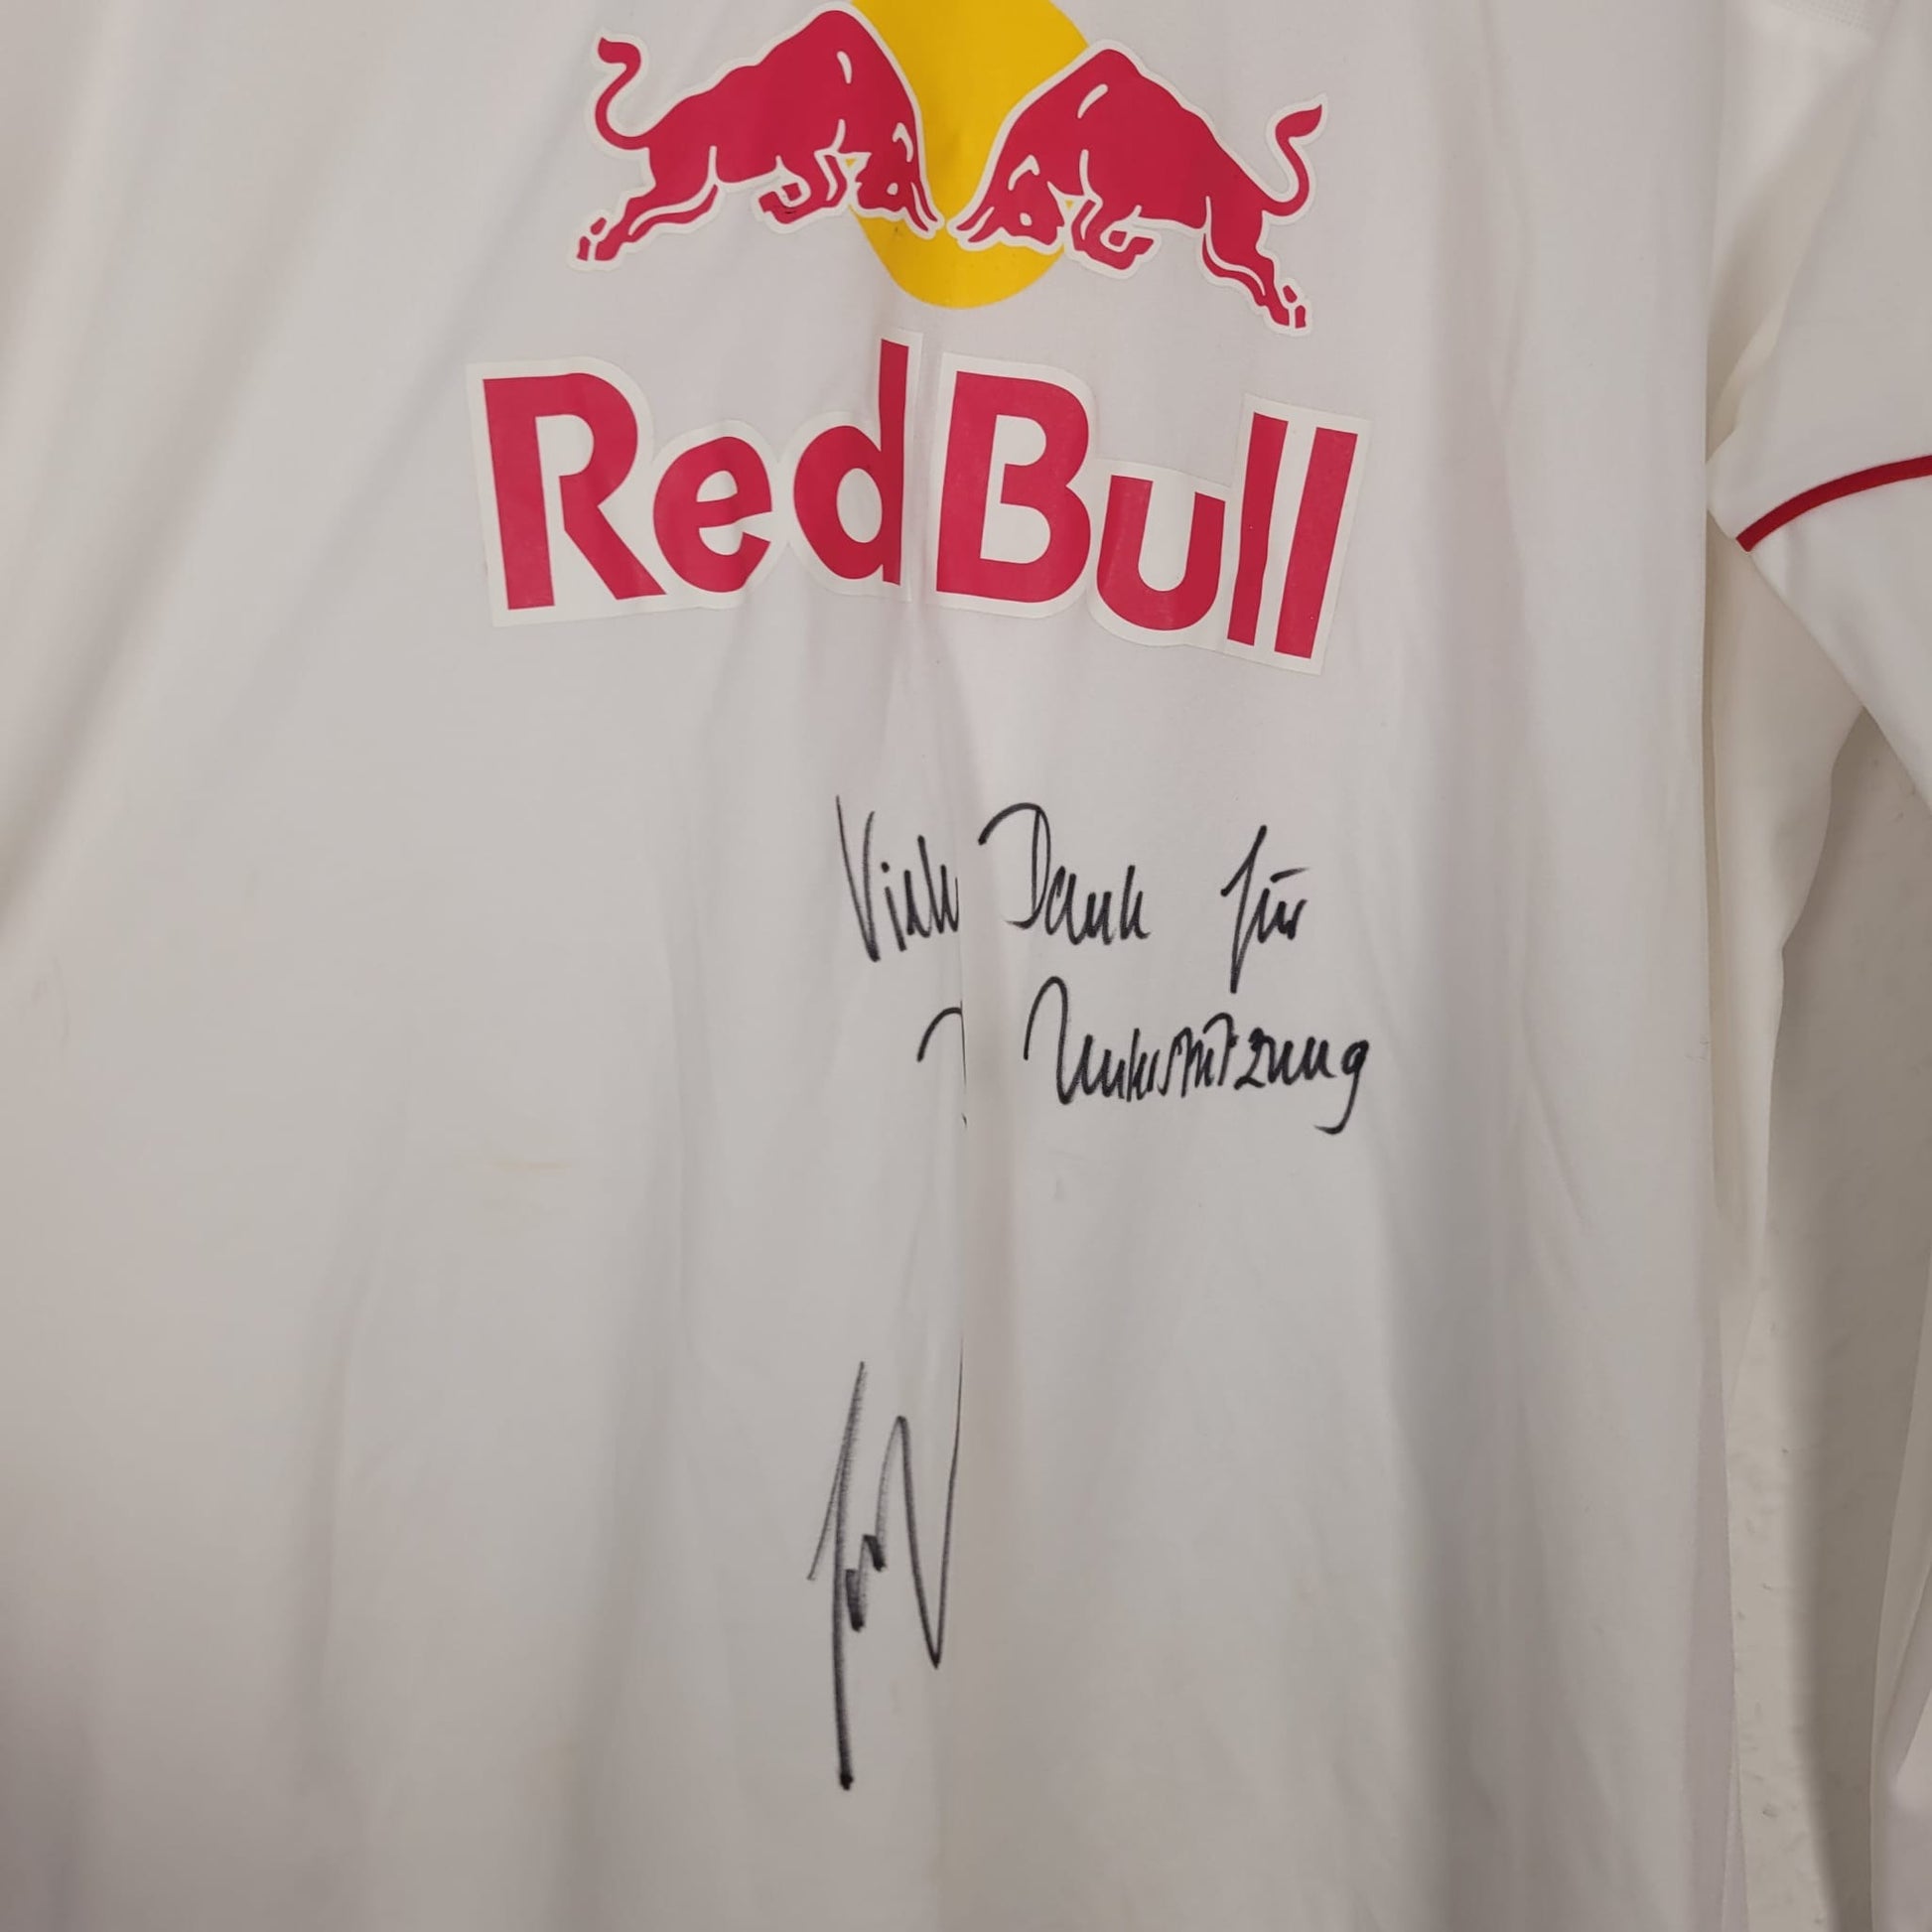 Red Bull
Vielen Dank für
Unterstützung